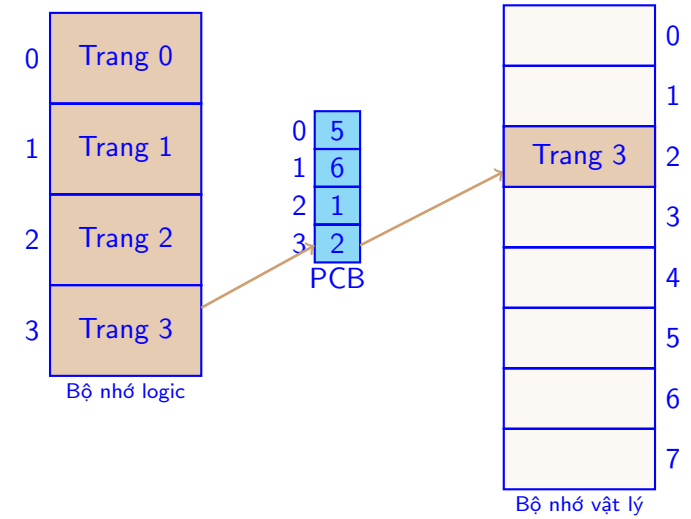 0 Trang 0
1 Trang 1
2 Trang 2
3 Trang 3
Bộ nhớ logic
0 5
1 6
2 1
3 2
PCB
0
1
Trang 3 2
3
4
5
6
7
Bộ nhớ vật lý